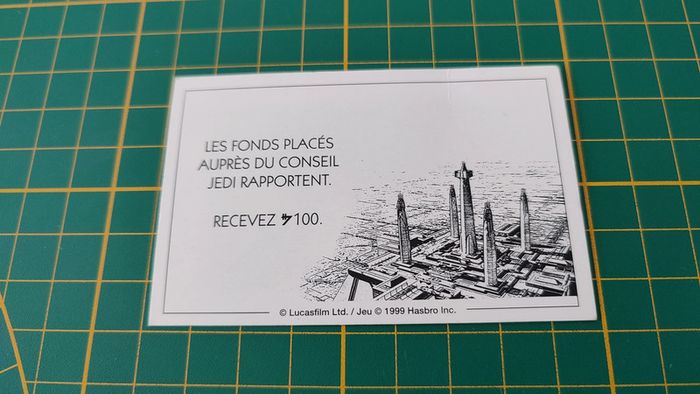 LES FONDS PLACÉS
AUPRÈS DU CONSEIL
JEDI RAPPORTENT.
RECEVEZ 100.
© Lucasfilm Ltd. / Jeu © 1999 Hasbro Inc.